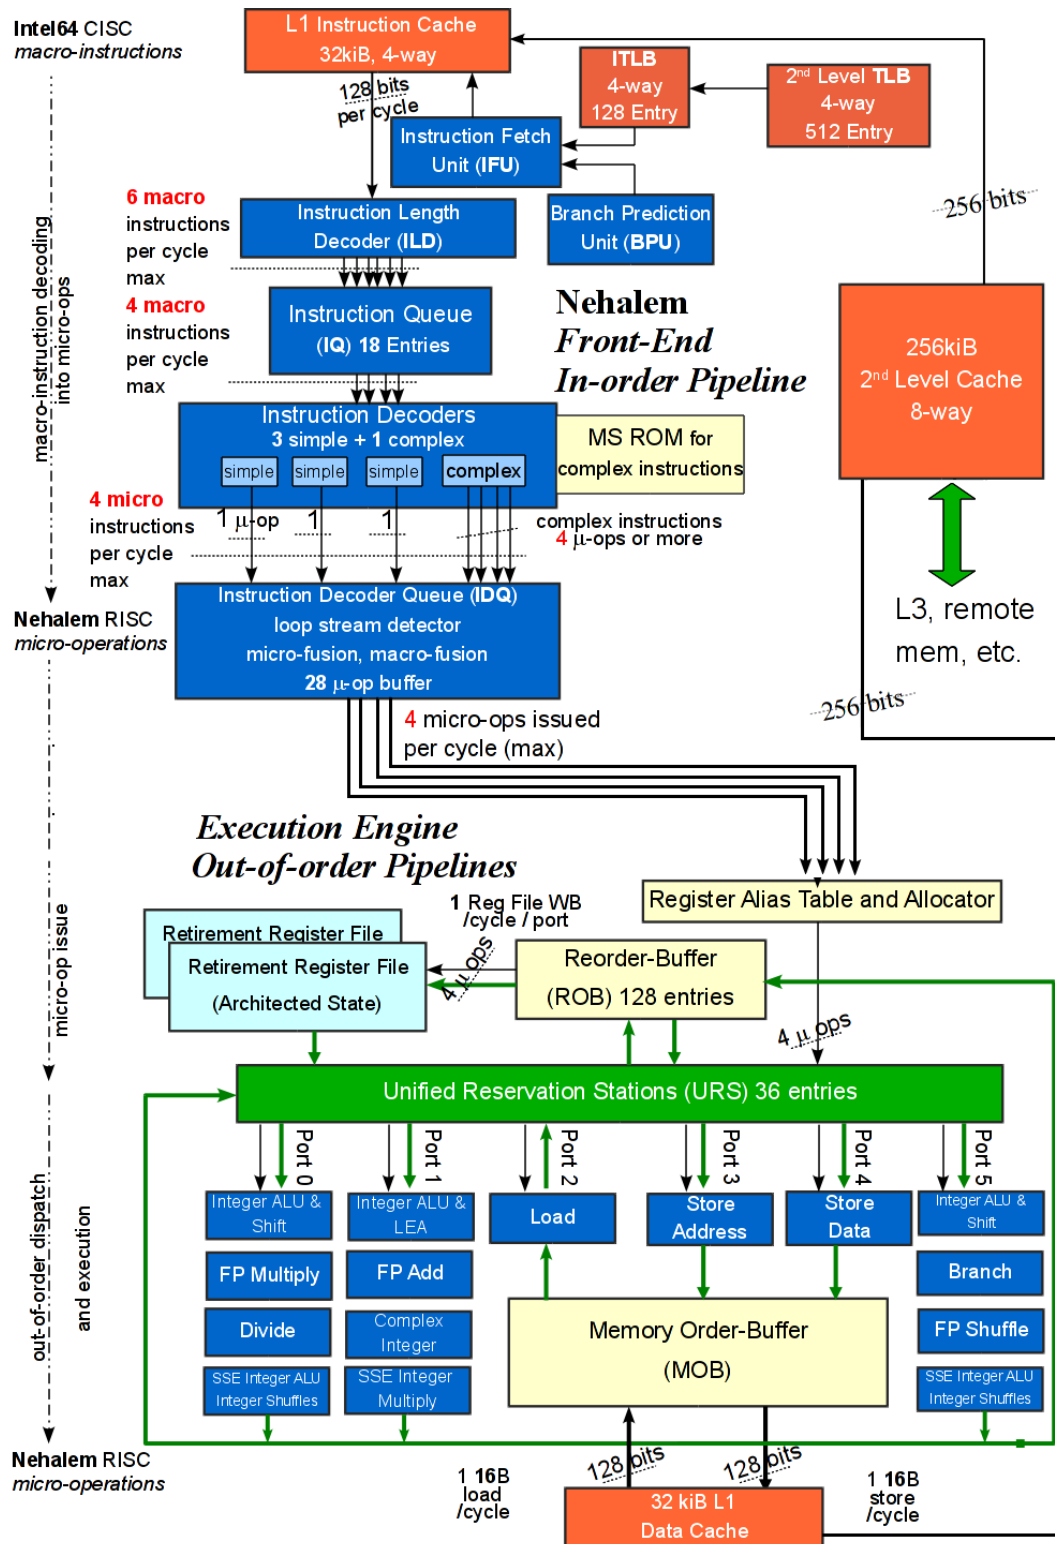 Intel64 CISC
macro-instructions
L1 Instruction Cache
32kiB, 4-way
128 bits
per cycle
ITLB
4-way
128 Entry
2nd Level TLB
4-way
512 Entry
Instruction Fetch
Unit (IFU)
6 macro
instructions
per cycle
max
Instruction Length
Decoder (ILD)
Branch Prediction
Unit (BPU)
256 bits
macro-instruction decoding
into micro-ops
4 macro
instructions
per cycle
max
Instruction Queue
(IQ) 18 Entries
Nehalem
Front-End
In-order Pipeline
256kiB
2nd Level Cache
8-way
Instruction Decoders
3 simple + 1 complex
simple
simple
simple
complex
MS ROM for
complex instructions
4 micro
instructions
per cycle
max
1 μ-op
1
1
complex instructions
4 μ-ops or more
Nehalem RISC
micro-operations
Instruction Decoder Queue (IDQ)
loop stream detector
micro-fusion, macro-fusion
28 μ-op buffer
L3, remote
mem, etc.
256 bits
4 micro-ops issued
per cycle (max)
Execution Engine
Out-of-order Pipelines
micro-op issue
Register Alias Table and Allocator
1 Reg File WB
/cycle / port
Retirement Register File
Retirement Register File
(Architected State)
4 μ ops
Reorder-Buffer
(ROB) 128 entries
4 μ ops
Unified Reservation Stations (URS) 36 entries
Port 0
Port 1
Port 2
Port 3
Port 4
Port 5
out-of-order dispatch
and execution
Integer ALU &
Shift
Integer ALU &
LEA
Load
Store
Address
Store
Data
Integer ALU &
Shift
FP Multiply
FP Add
Branch
Divide
Complex
Integer
Memory Order-Buffer
(MOB)
FP Shuffle
SSE Integer ALU
Integer Shuffles
SSE Integer
Multiply
SSE Integer ALU
Integer Shuffles
Nehalem RISC
micro-operations
1 16B
load
/cycle
128 bits
128 bits
1 16B
store
/cycle
32 kiB L1
Data Cache